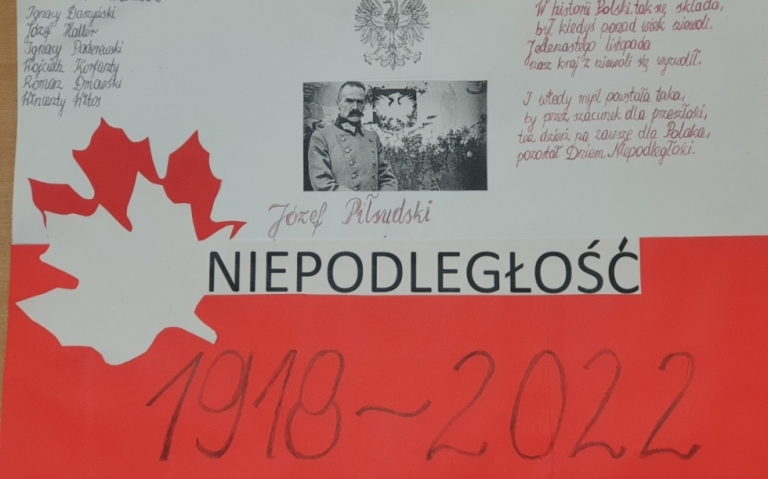 Ignacy Daszyński
Józef Haller
Ignacy Paderewski
Wojciech Korfanty
Roman Dmowski
Wincenty Witos
W historii Polski tak się składa,
był kiedyś ponad wiek niewoli.
Jedenastego listopada
nasz kraj z niewoli się wyzwolił.
I wtedy myśl powstała taka,
by przez szacunek dla przeszłości,
ten dzień na zawsze dla Polaka,
pozostał Dniem Niepodległości.
Józef Piłsudski
NIEPODLEGŁOŚĆ
1918-2022